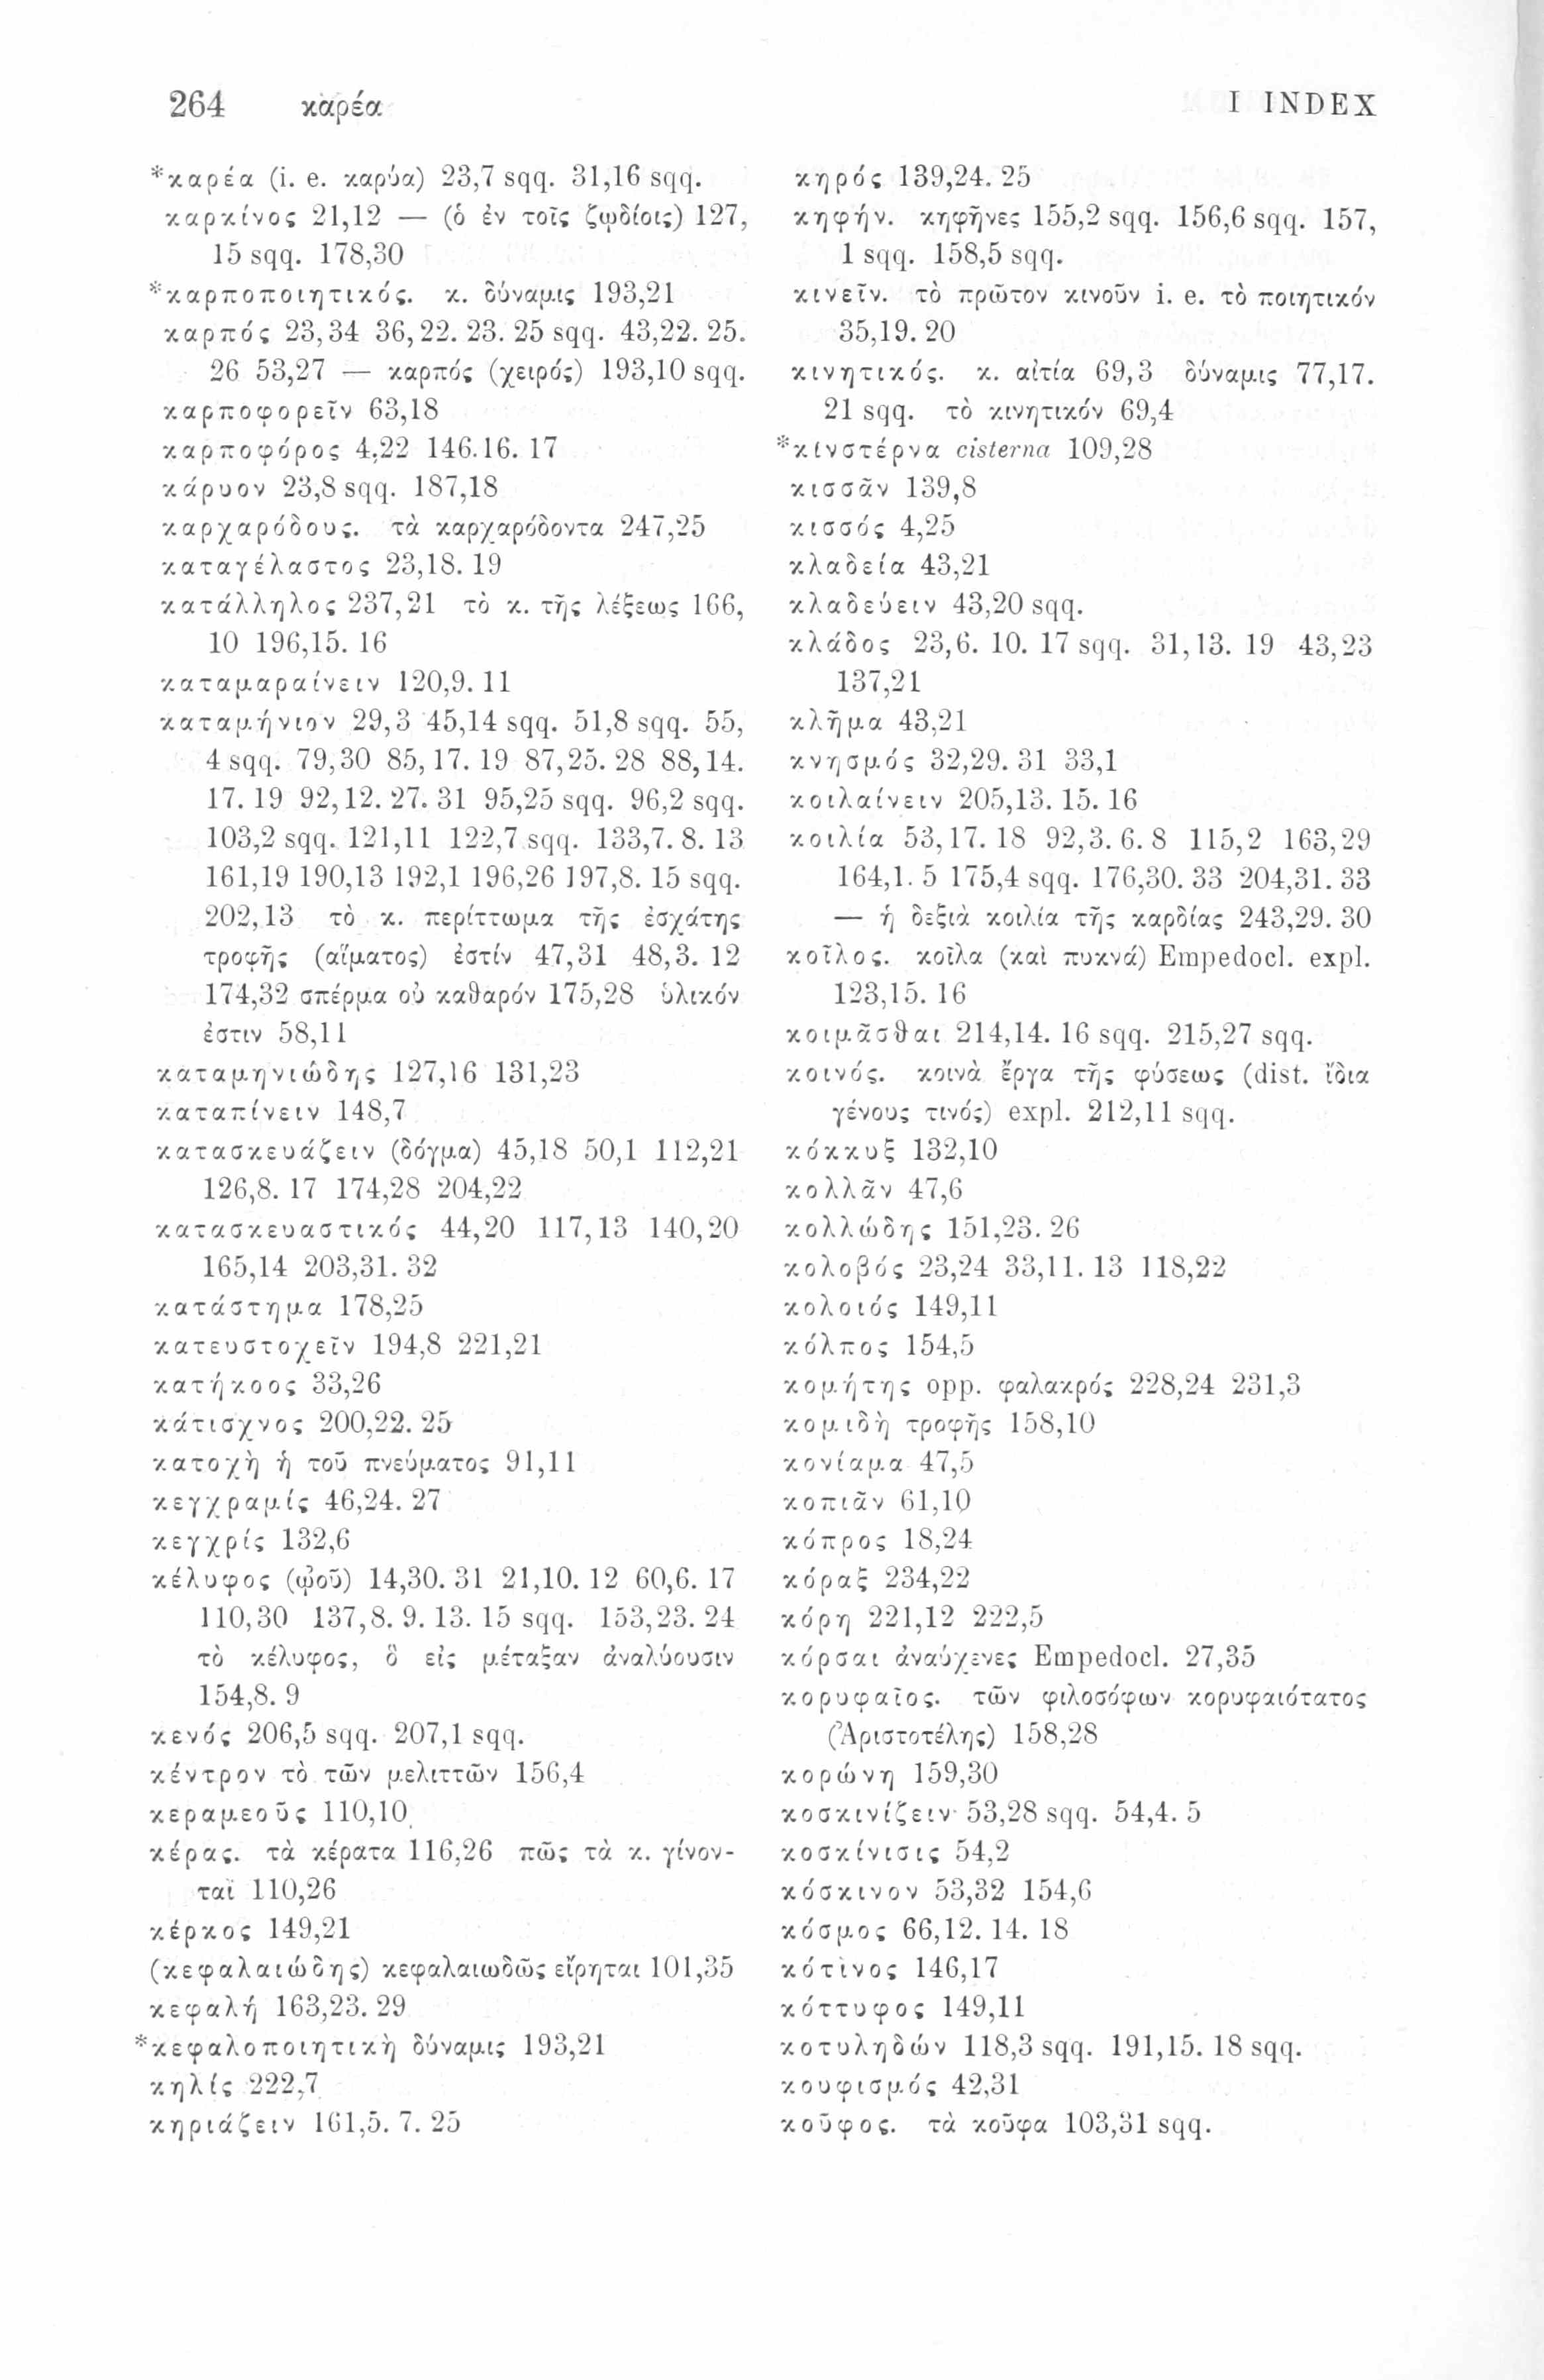 264 καρέα I INDEX
*καρέα (i. e. καρύα) 23,7 sqq. 31,16 sqq.
καρκίνος 21,12 — (ὁ ἐν τοῖς ζῳδίοις) 127,
15 sqq. 178,30
*καρποποιητικός. κ. δύναμις 193,21
καρπός 23,34 36,22. 23. 25 sqq. 43,22. 25.
26 53,27 — καρπός (χειρός) 193,10 sqq.
καρποφορεῖν 63,18
καρποφόρος 4,22 146.16. 17
κάρυον 23,8 sqq. 187,18
καρχαρόδους. τὰ καρχαρόδοντα 247,25
καταγέλαστος 23,18. 19
κατάλληλος 237,21 τὸ κ. τῆς λέξεως 166,
10 196,15. 16
καταμαραίνειν 120,9. 11
καταμήνιον 29,3 45,14 sqq. 51,8 sqq. 55,
4 sqq. 79,30 85,17. 19 87,25. 28 88,14.
17. 19 92,12. 27. 31 95,25 sqq. 96,2 sqq.
103,2 sqq. 121,11 122,7 sqq. 133,7. 8. 13
161,19 190,13 192,1 196,26 197,8. 15 sqq.
202,13 τὸ κ. περίττωμα τῆς ἐσχάτης
τροφῆς (αἵματος) ἐστίν 47,31 48,3. 12
174,32 σπέρμα οὐ καϑαρόν 175,28 ὑλικόν
ἐστιν 58,11
καταμηνιώδης 127,16 131,23
καταπίνειν 148,7
κατασκευάζειν (δόγμα) 45,18 50,1 112,21
126,8. 17 174,28 204,22
κατασκευαστικός 44,20 117,13 140,20
165,14 203,31. 32
κατάστημα 178,25
κατευστοχεῖν 194,8 221,21
κατήκοος 33,26
κάτισχνος 200,22. 25
κατοχὴ ἡ τοῦ πνεύματος 91,11
κεγχραμίς 46,24. 27
κεγχρίς 132,6
κέλυφος (ᾠοῦ) 14,30. 31 21,10. 12 60,6. 17
110,30 137,8. 9. 13. 15 sqq. 153,23. 24
τὸ κέλυφος, ὃ εἰς μέταξαν ἀναλύουσιν
154,8. 9
κενός 206,5 sqq. 207,1 sqq.
κέντρον τὸ τῶν μελιττῶν 156,4
κεραμεοῦς 110,10
κέρας. τὰ κέρατα 116,26 πῶς τὰ κ. γίνον-
ται 110,26
κέρκος 149,21
(κεφαλαιώδης) κεφαλαιωδῶς εἴρηται 101,35
κεφαλή 163,23. 29
*κεφαλοποιητικὴ δύναμις 193,21
κηλίς 222,7
κηριάζειν 161,5. 7. 25
κηρός 139,24. 25
κηφήν. κηφῆνες 155,2 sqq. 156,6 sqq. 157,
1 sqq. 158,5 sqq.
κινεῖν. τὸ πρῶτον κινοῦν i. e. τὸ ποιητικόν
35,19. 20
κινητικός. κ. αἰτία 69,3 δύναμις 77,17.
21 sqq. τὸ κινητικόν 69,4
*κινστέρνα cisterna 109,28
κισσᾶν 139,8
κισσός 4,25
κλαδεία 43,21
κλαδεύειν 43,20 sqq.
κλάδος 23,6. 10. 17 sqq. 31,13. 19 43,23
137,21
κλῆμα 43,21
κνησμός 32,29. 31 33,1
κοιλαίνειν 205,13. 15. 16
κοιλία 53,17. 18 92,3. 6. 8 115,2 163,29
164,1. 5 175,4 sqq. 176,30. 33 204,31. 33
— ἡ δεξιὰ κοιλία τῆς καρδίας 243,29. 30
κοῖλος. κοῖλα (καὶ πυκνά) Empedocl. expl.
123,15. 16
κοιμᾶσϑαι 214,14. 16 sqq. 215,27 sqq.
κοινός. κοινὰ ἔργα τῆς φύσεως (dist. ἴδια
γένους τινός) expl. 212,11 sqq.
κόκκυξ 132,10
κολλᾶν 47,6
κολλώδης 151,23. 26
κολοβός 23,24 33,11. 13 118,22
κολοιός 149,11
κόλπος 154,5
κομήτης opp. φαλακρός 228,24 231,3
κομιδὴ τροφῆς 158,10
κονίαμα 47,5
κοπιᾶν 61,10
κόπρος 18,24
κόραξ 234,22
κόρη 221,12 222,5
κόρσαι ἀναύχενες Empedocl. 27,35
κορυφαῖος. τῶν φιλοσόφων κορυφαιότατος
(Ἀριστοτέλης) 158,28
κορώνη 159,30
κοσκινίζειν 53,28 sqq. 54,4. 5
κοσκίνισις 54,2
κόσκινον 53,32 154,6
κόσμος 66,12. 14. 18
κότινος 146,17
κόττυφος 149,11
κοτυληδών 118,3 sqq. 191,15. 18 sqq.
κουφισμός 42,31
κοῦφος. τὰ κοῦφα 103,31 sqq.